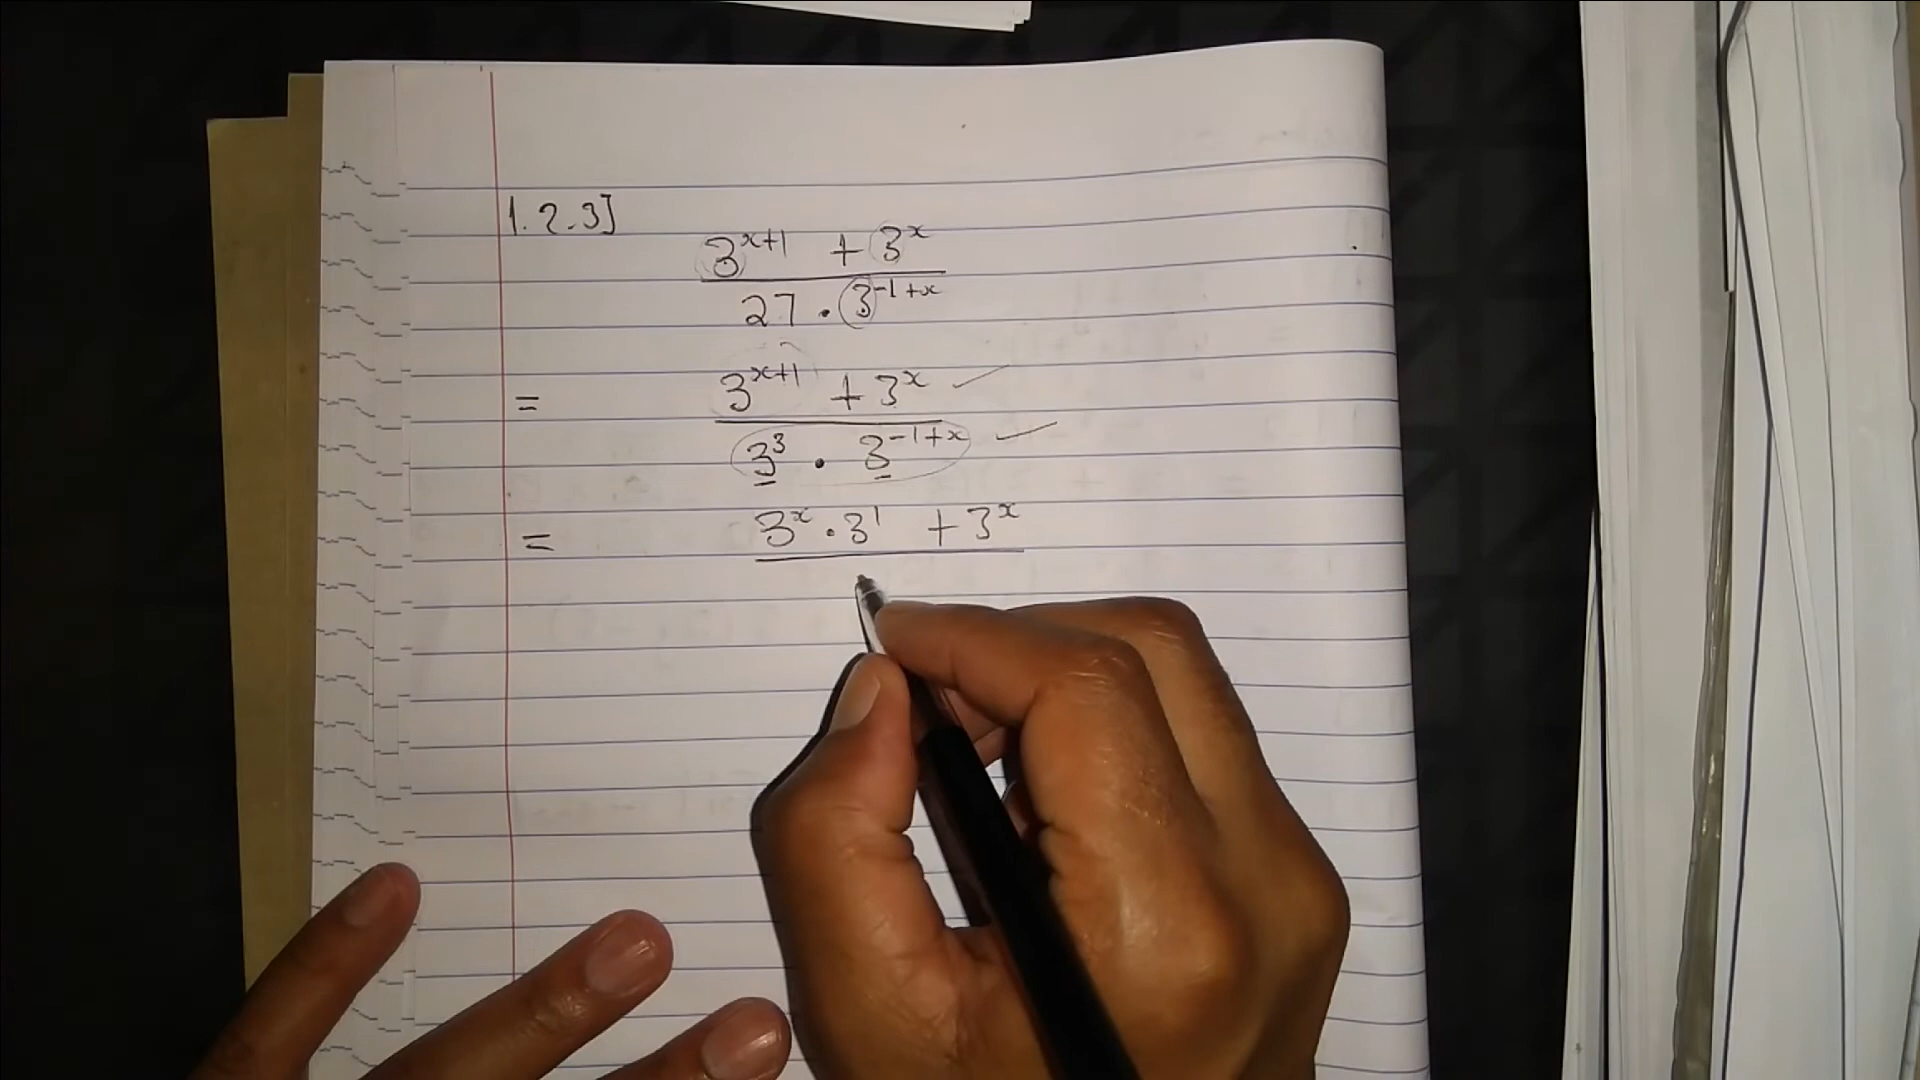 1.2.3]
3^{x+1} + 3^x
27 · 3^{-1+x}
= 3^{x+1} + 3^x ✓
3^3 · 3^{-1+x} ✓
= 3^x · 3^1 + 3^x